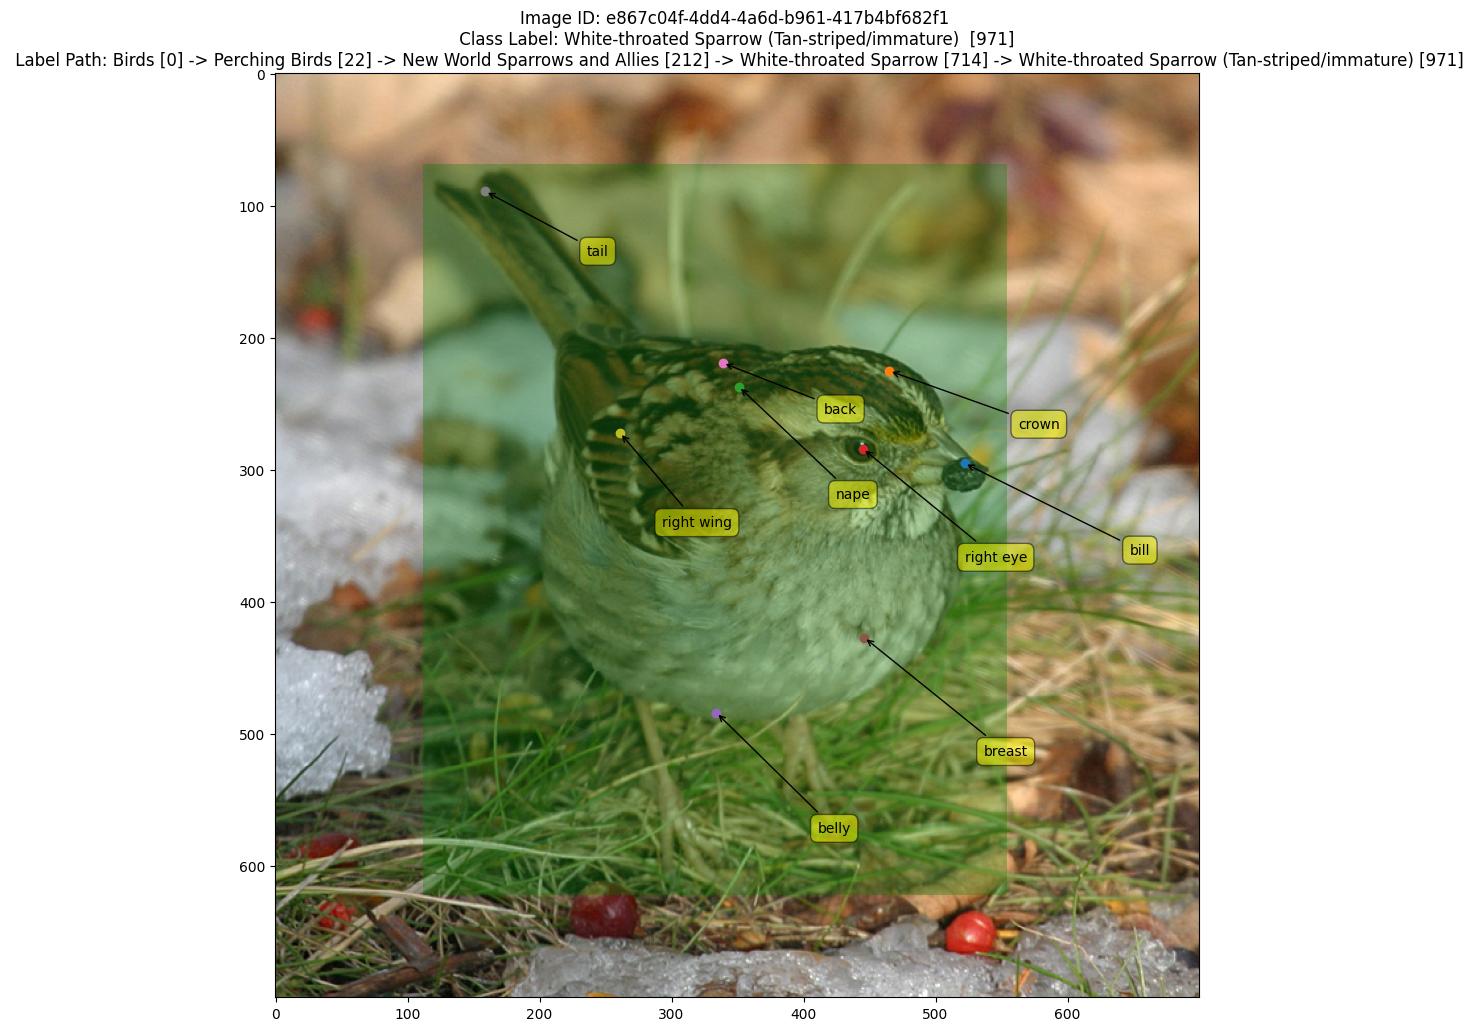 Image ID: e867c04f-4dd4-4a6d-b961-417b4bf682f1
Class Label: White-throated Sparrow (Tan-striped/immature)  [971]
Label Path: Birds [0] -> Perching Birds [22] -> New World Sparrows and Allies [212] -> White-throated Sparrow [714] -> White-throated Sparrow (Tan-striped/immature) [971]
0
100
200
300
400
500
600
tail
back
crown
nape
right wing
right eye
bill
breast
belly
0
100
200
300
400
500
600